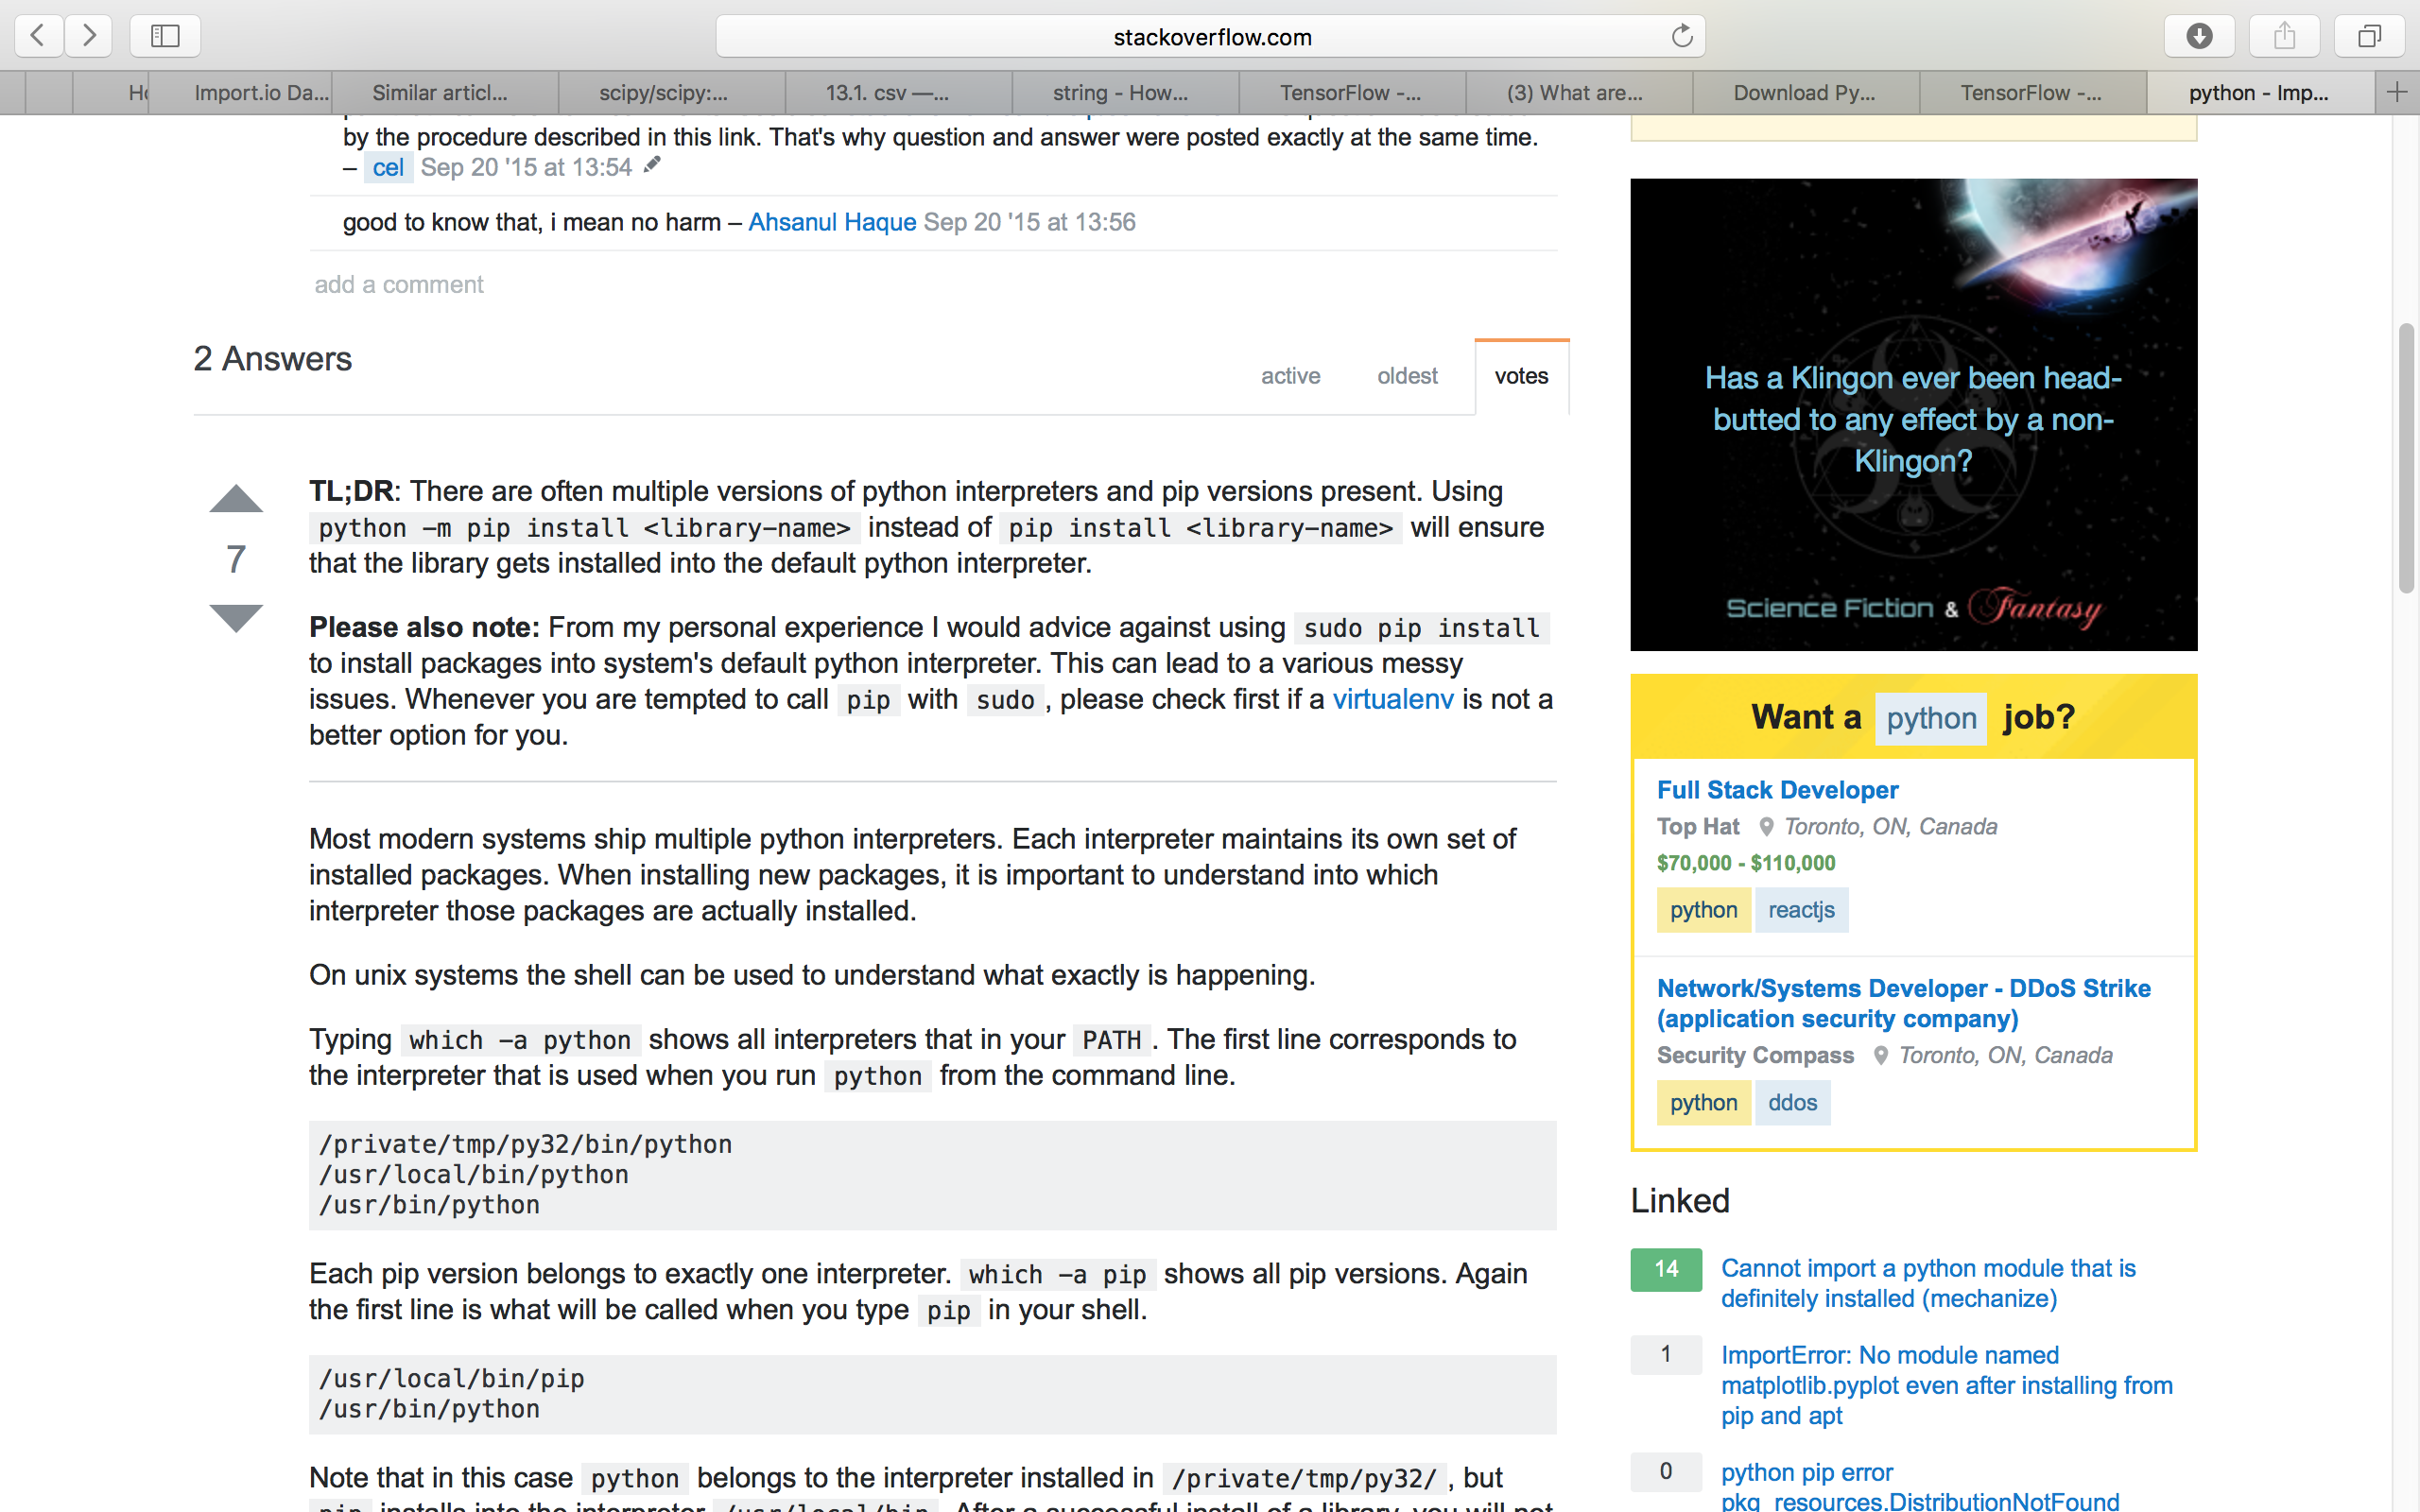 stackoverflow.com
Import.io Da...
Similar articl...
scipy/scipy:...
13.1. csv —...
string - How...
TensorFlow -...
(3) What are...
Download Py...
TensorFlow -...
python - Imp...
by the procedure described in this link. That's why question and answer were posted exactly at the same time.
– cel Sep 20 '15 at 13:54
good to know that, i mean no harm – Ahsanul Haque Sep 20 '15 at 13:56
add a comment
2 Answers
active
oldest
votes
7
TL;DR: There are often multiple versions of python interpreters and pip versions present. Using
python -m pip install <library-name> instead of pip install <library-name> will ensure
that the library gets installed into the default python interpreter.
Please also note: From my personal experience I would advice against using sudo pip install
to install packages into system's default python interpreter. This can lead to a various messy
issues. Whenever you are tempted to call pip with sudo , please check first if a virtualenv is not a
better option for you.
Most modern systems ship multiple python interpreters. Each interpreter maintains its own set of
installed packages. When installing new packages, it is important to understand into which
interpreter those packages are actually installed.
On unix systems the shell can be used to understand what exactly is happening.
Typing which -a python shows all interpreters that in your PATH . The first line corresponds to
the interpreter that is used when you run python from the command line.
/private/tmp/py32/bin/python
/usr/local/bin/python
/usr/bin/python
Each pip version belongs to exactly one interpreter. which -a pip shows all pip versions. Again
the first line is what will be called when you type pip in your shell.
/usr/local/bin/pip
/usr/bin/python
Note that in this case python belongs to the interpreter installed in /private/tmp/py32/ , but
pip installs into the interpreter /usr/local/bin . After a successful install of a library, you will not
Has a Klingon ever been head-
butted to any effect by a non-
Klingon?
Science Fiction & Fantasy
Want a python job?
Full Stack Developer
Top Hat Toronto, ON, Canada
$70,000 - $110,000
python reactjs
Network/Systems Developer - DDoS Strike
(application security company)
Security Compass Toronto, ON, Canada
python ddos
Linked
14 Cannot import a python module that is
definitely installed (mechanize)
1 ImportError: No module named
matplotlib.pyplot even after installing from
pip and apt
0 python pip error
pkg_resources.DistributionNotFound